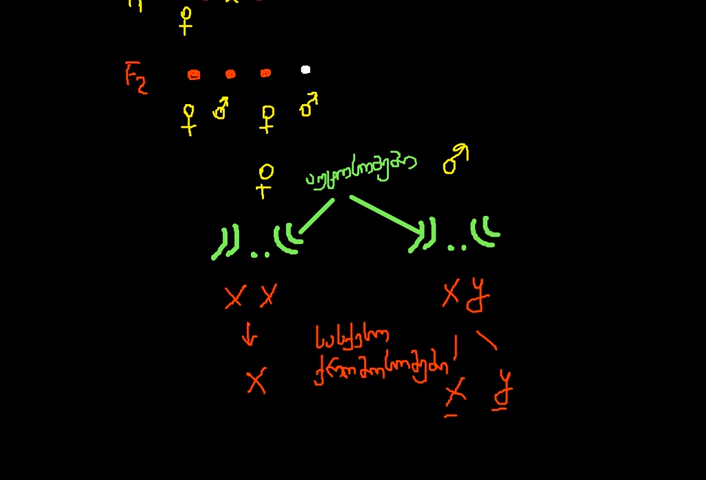 F2
♀ ♂ ♀ ♂
♀ აუტოსომები ♂
X X X y
სასქესო
ქრომოსომები
X X y